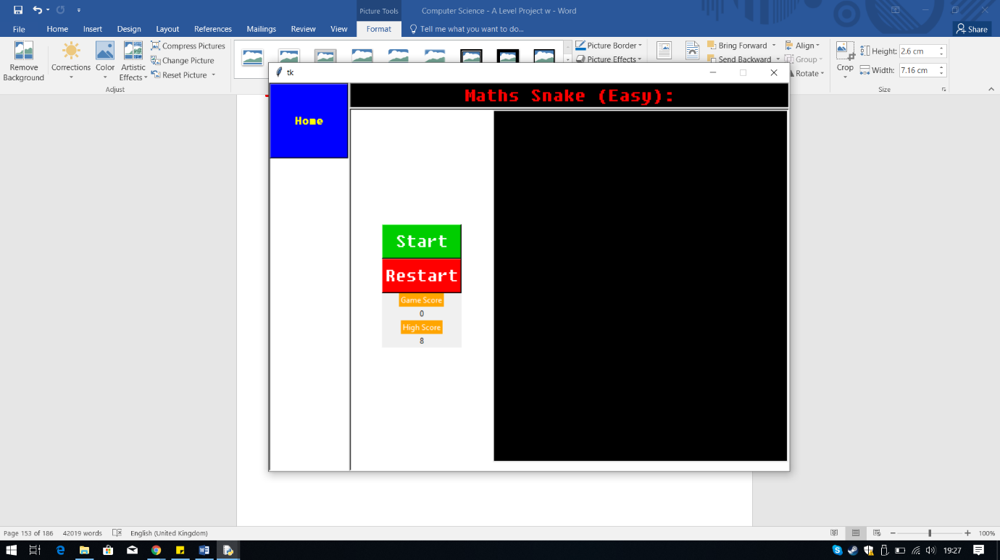 Picture Tools
Computer Science - A Level Project w - Word
File Home Insert Design Layout References Mailings Review View Format Tell me what you want to do... Share
Remove Background
Corrections
Color
Artistic Effects
Compress Pictures
Change Picture
Reset Picture
Adjust
Picture Border
Picture Effects
Bring Forward
Send Backward
Align
Group
Rotate
Crop
Height: 2.6 cm
Width: 7.16 cm
Size
tk
Home
Maths Snake (Easy):
Start
Restart
Game Score
0
High Score
8
Page 153 of 186 42019 words English (United Kingdom) 100%
19:27